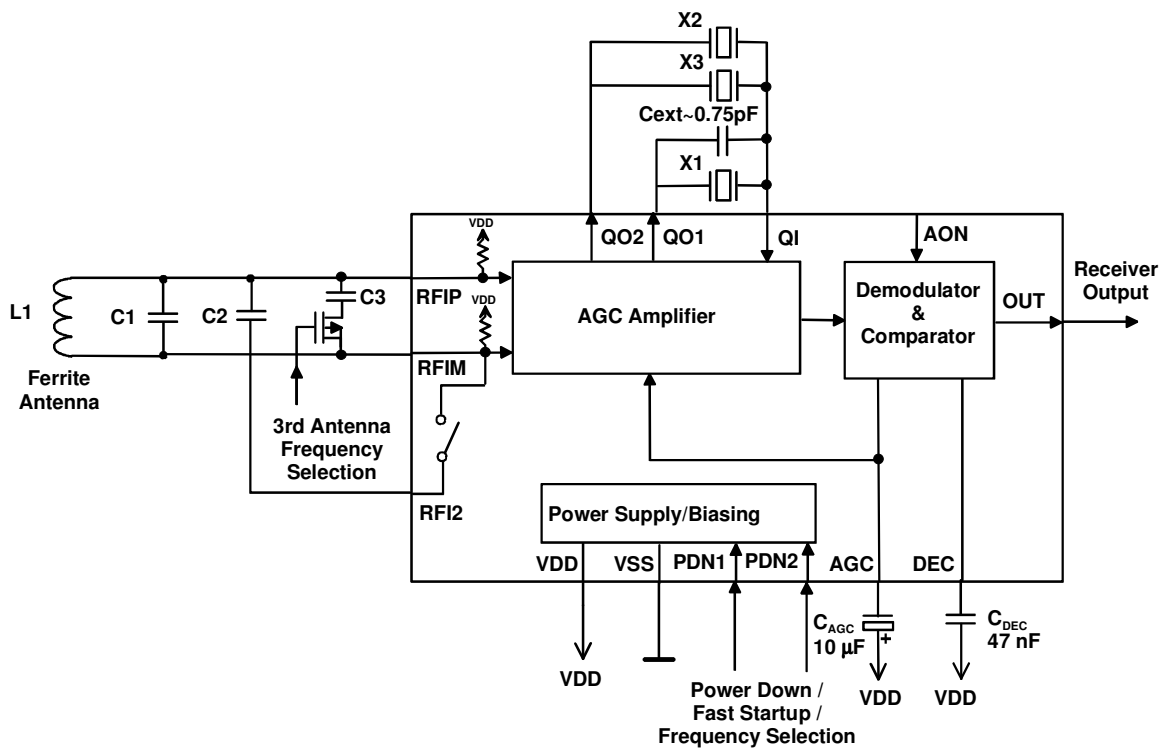 X2
X3
Cext~0.75pF
X1
VDD
QO2
QO1
QI
AON
Receiver
Output
RFIP
L1
C1
C2
C3
VDD
AGC Amplifier
Demodulator
&
Comparator
OUT
RFIM
Ferrite
Antenna
3rd Antenna
Frequency
Selection
RFI2
Power Supply/Biasing
VDD
VSS
PDN1
PDN2
AGC
DEC
CAGC
10 µF
+
CDEC
47 nF
VDD
VDD
VDD
Power Down /
Fast Startup /
Frequency Selection